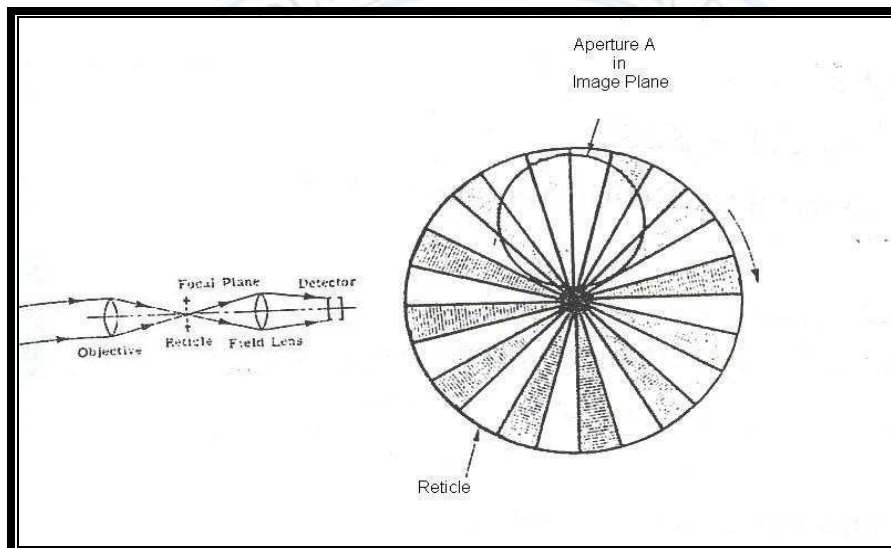 Aperture A
in
Image Plane
Focal Plane
Detector
Objective
Reticle
Field Lens
Reticle